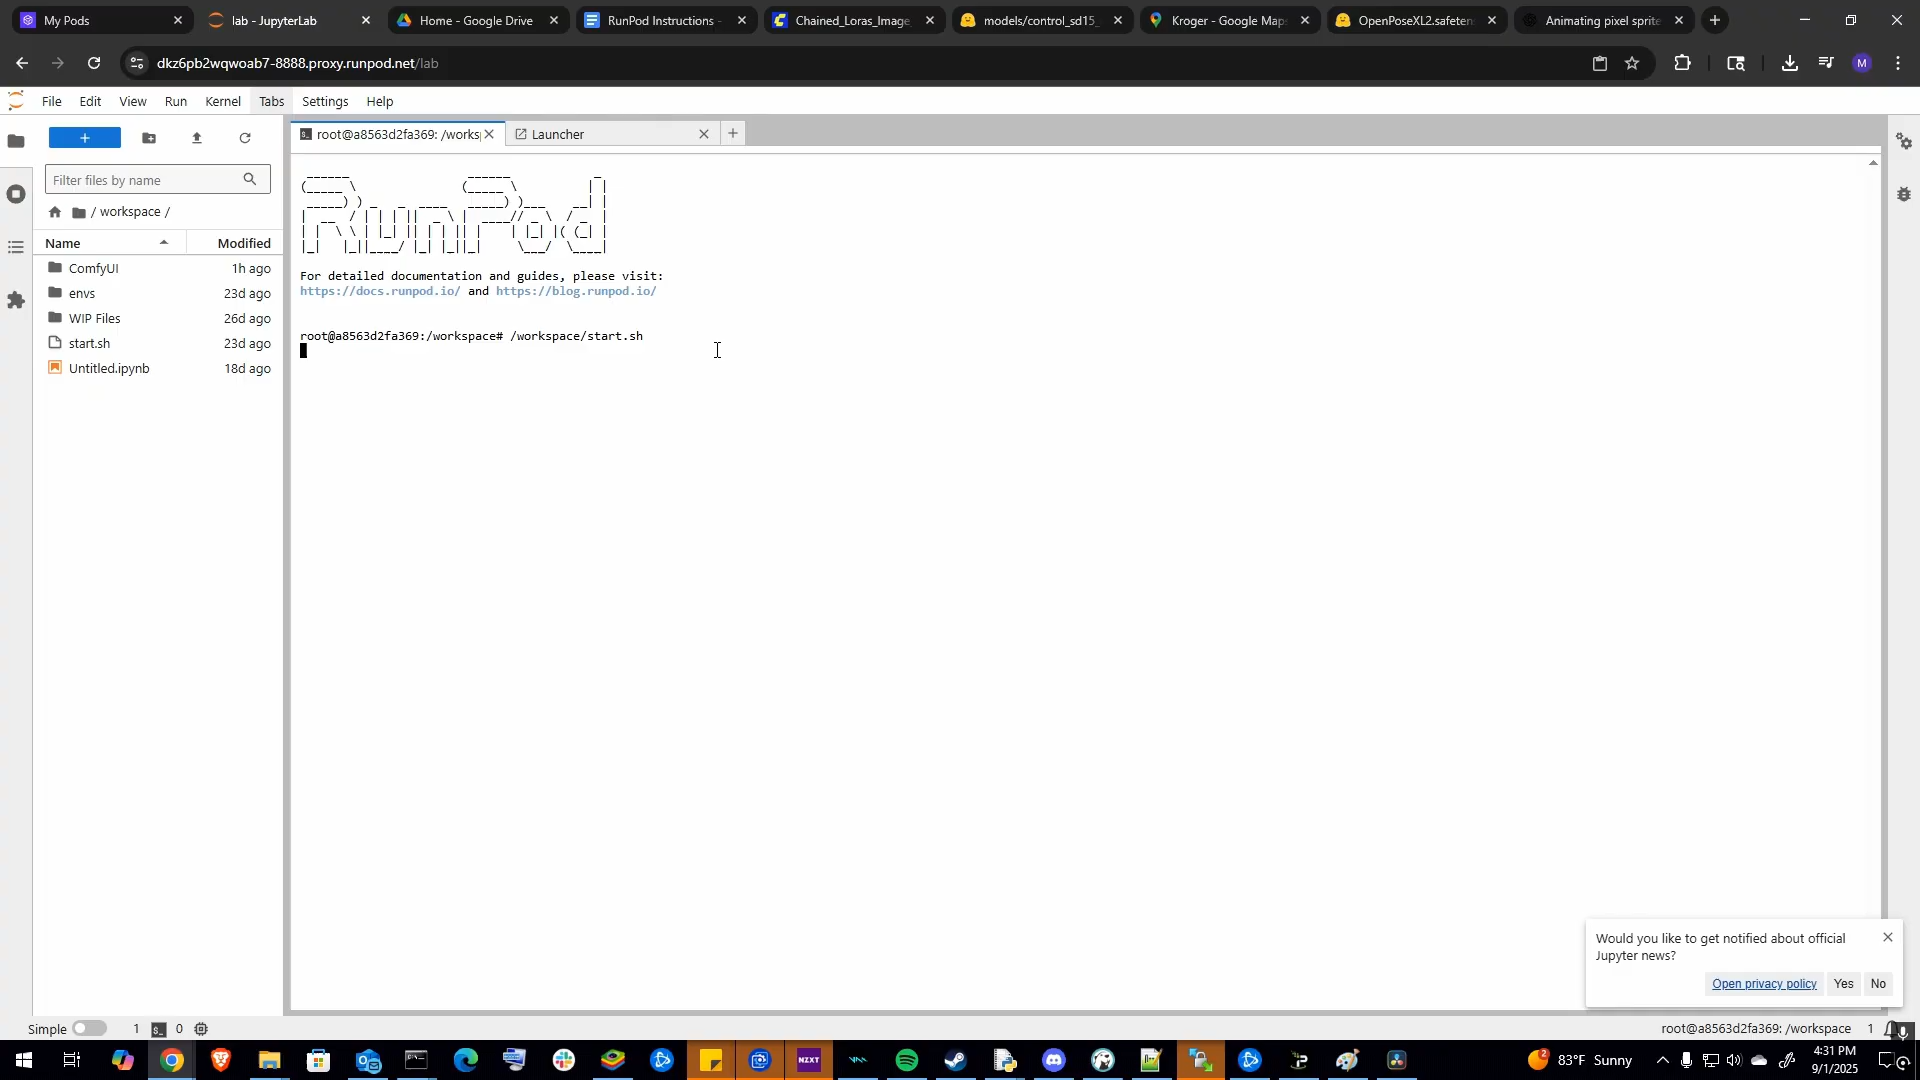 My Pods
lab - JupyterLab
Home - Google Drive
RunPod Instructions -
Chained_Loras_Image_
models/control_sd15_
Kroger - Google Maps
OpenPoseXL2.safeten
Animating pixel sprite
dkz6pb2wqwoab7-8888.proxy.runpod.net/lab
M
File Edit View Run Kernel Tabs Settings Help
+
root@a8563d2fa369: /works
Launcher
Filter files by name
/ workspace /
Name Modified
ComfyUI 1h ago
envs 23d ago
WIP Files 26d ago
start.sh 23d ago
Untitled.ipynb 18d ago
RunPod
For detailed documentation and guides, please visit:
https://docs.runpod.io/ and https://blog.runpod.io/
root@a8563d2fa369:/workspace# /workspace/start.sh
Would you like to get notified about official
Jupyter news?
Open privacy policy Yes No
Simple 1 0
root@a8563d2fa369: /workspace 1
NZXT
2
83°F Sunny
4:31 PM
9/1/2025